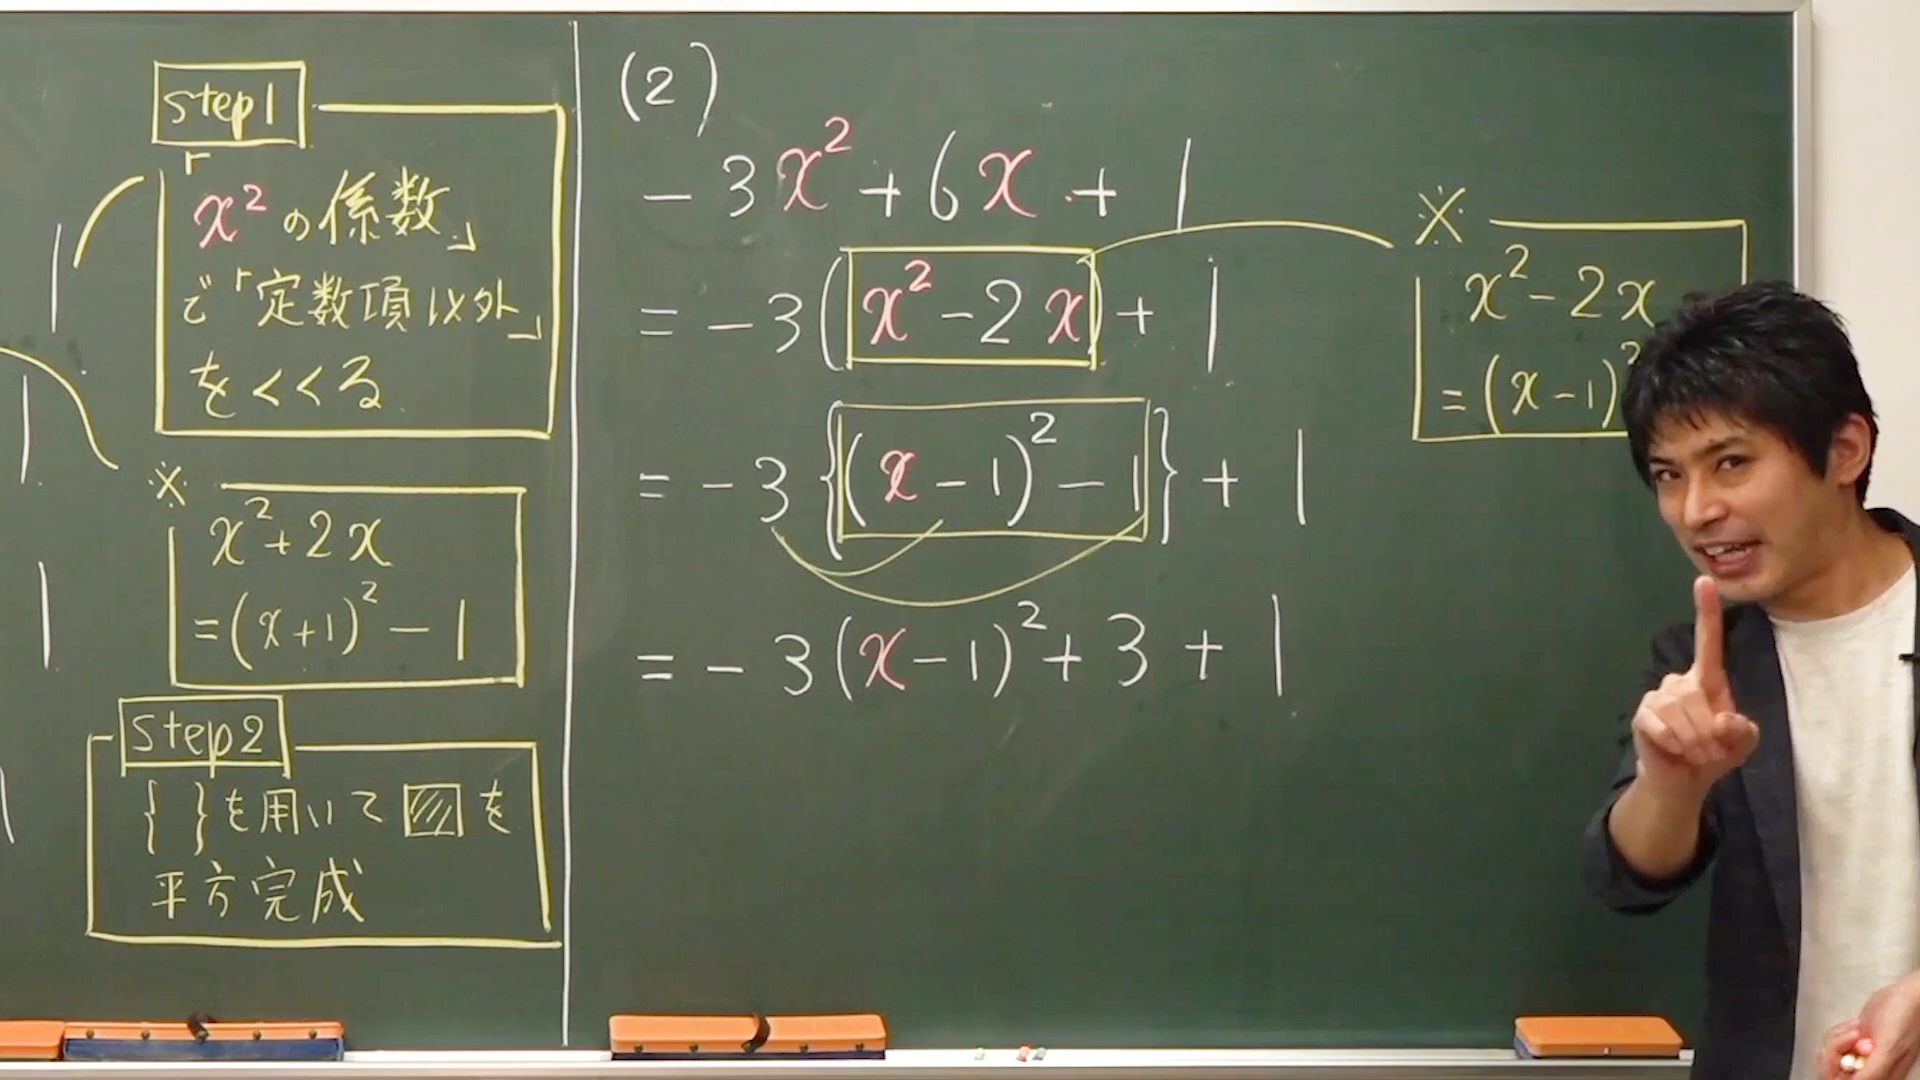 step1
「x²の係数」
で「定数項以外」
をくくる
※
x²+2x
=(x+1)²-1
step2
{ }を用いて▨を
平方完成
(2)
-3x²+6x+1
=-3(x²-2x)+1
=-3{(x-1)²-1}+1
=-3(x-1)²+3+1
※
x²-2x
=(x-1)²